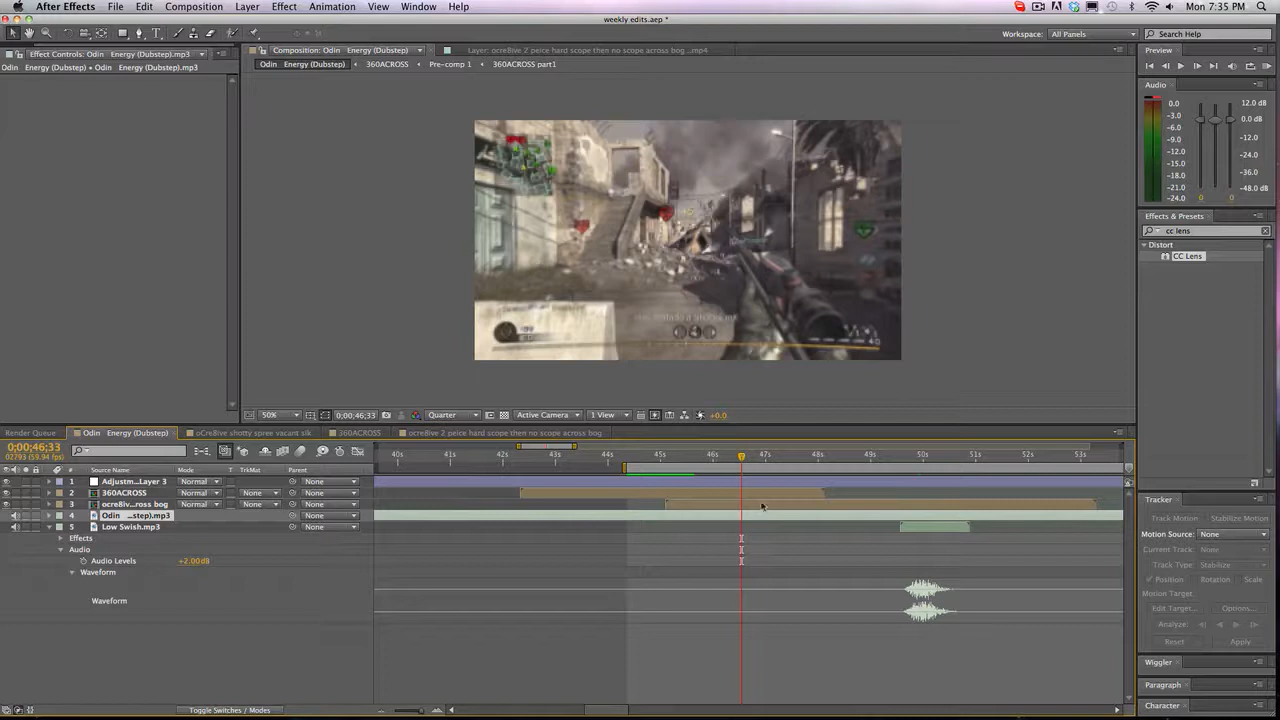 After Effects File Edit Composition Layer Effect Animation View Window Help Mon 7:35 PM
weekly edits.aep *
Workspace: All Panels Search Help
Effect Controls: Odin Energy (Dubstep).mp3
Composition: Odin Energy (Dubstep)
Layer: ocre8ive 2 peice hard scope then no scope across bog ...mp4
Preview
Odin Energy (Dubstep) • Odin Energy (Dubstep).mp3
Odin Energy (Dubstep) 360ACROSS Pre-comp 1 360ACROSS part1
Audio
0.0 12.0 dB
-3.0 0.0 dB
-6.0
-9.0 -12.0
-12.0
-15.0 -24.0
-18.0
-21.0 -36.0
-24.0 -48.0 dB
0 0
Effects & Presets
cc lens
Distort
CC Lens
50% 0;00;46;33 Quarter Active Camera 1 View +0.0
Render Queue Odin Energy (Dubstep) oCre8ive shotty spree vacant sik 360ACROSS ocre8ive 2 peice hard scope then no scope across bog
0;00;46;33
02793 (59.94 fps)
40s 41s 42s 43s 44s 45s 46s 47s 48s 49s 50s 51s 52s 53s
# Source Name Mode T TrkMat Parent
1 Adjustm...Layer 3 Normal None
2 360ACROSS Normal None None
3 ocre8iv...ross bog Normal None None
4 Odin ...step).mp3 None
5 Low Swish.mp3 None
Effects
Audio
Audio Levels +2.00dB
Waveform
Waveform
Toggle Switches / Modes
Tracker
Track Motion Stabilize Motion
Motion Source: None
Current Track: None
Track Type: Stabilize
Position Rotation Scale
Motion Target:
Edit Target... Options...
Analyze:
Reset Apply
Wiggler
Paragraph
Character